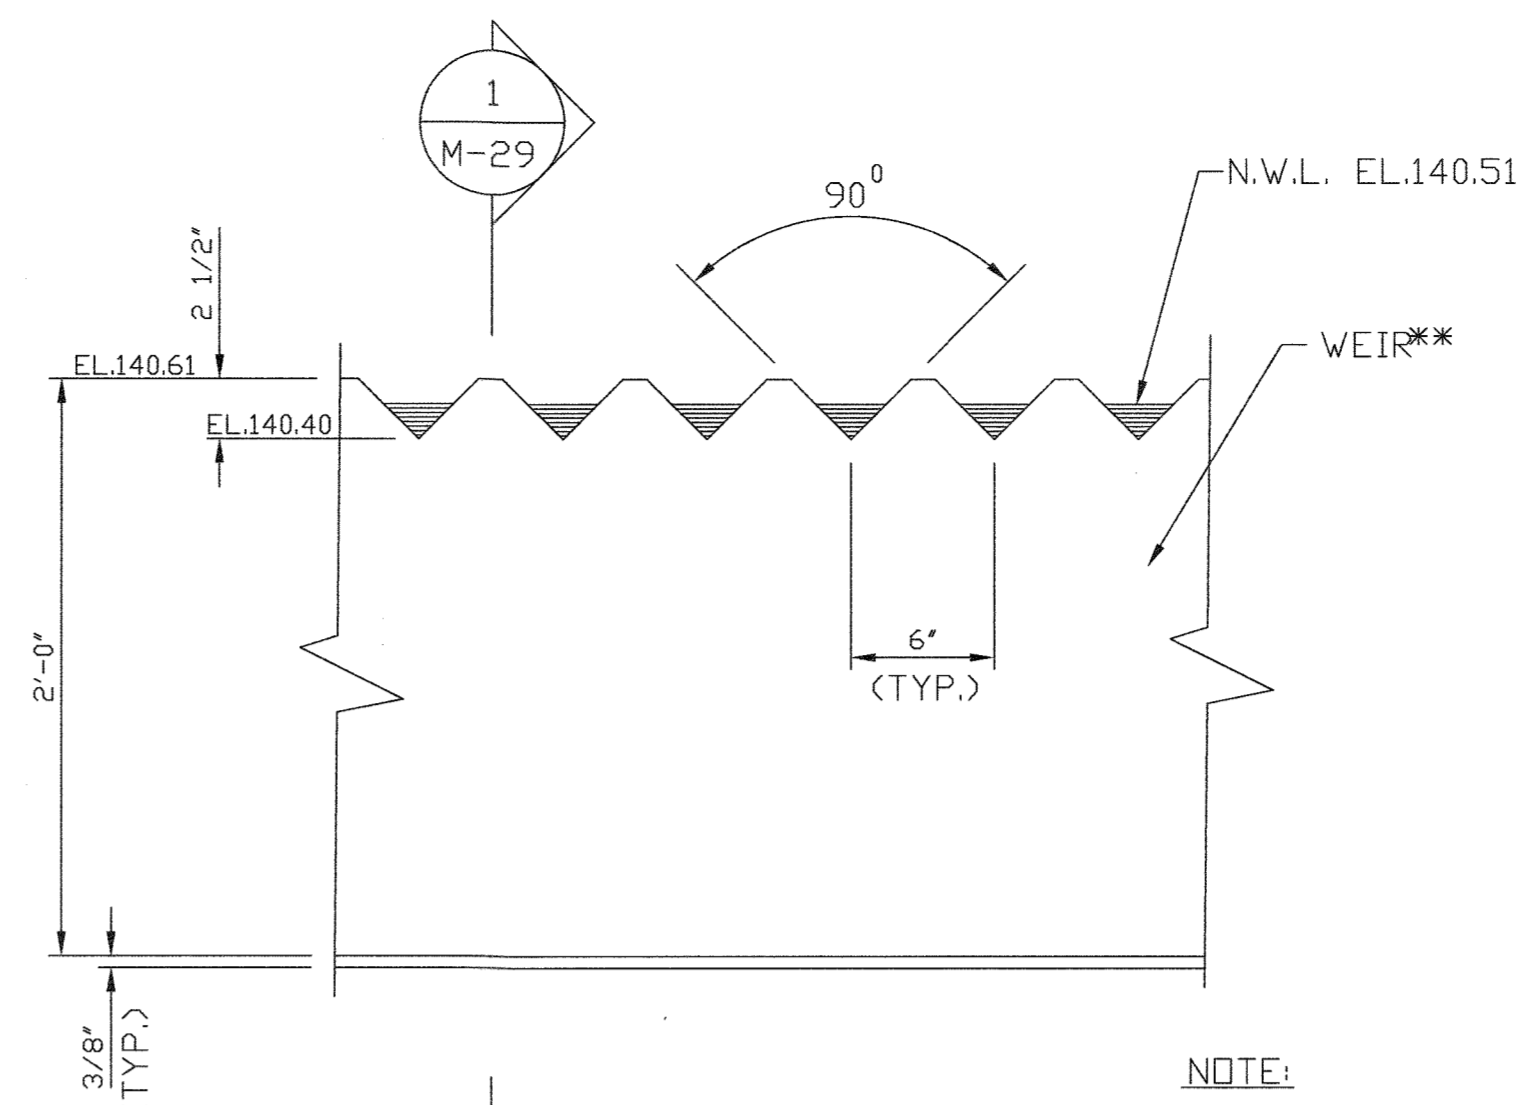 1
M-29
90⁰
N.W.L. EL.140.51
2 1/2"
WEIR**
EL.140.61
EL.140.40
2'-0"
6"
(TYP.)
3/8"
TYP.)
NOTE: